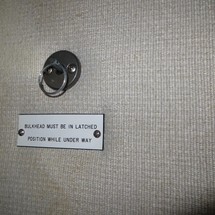 BULKHEAD MUST BE IN LATCHED
POSITION WHILE UNDER WAY